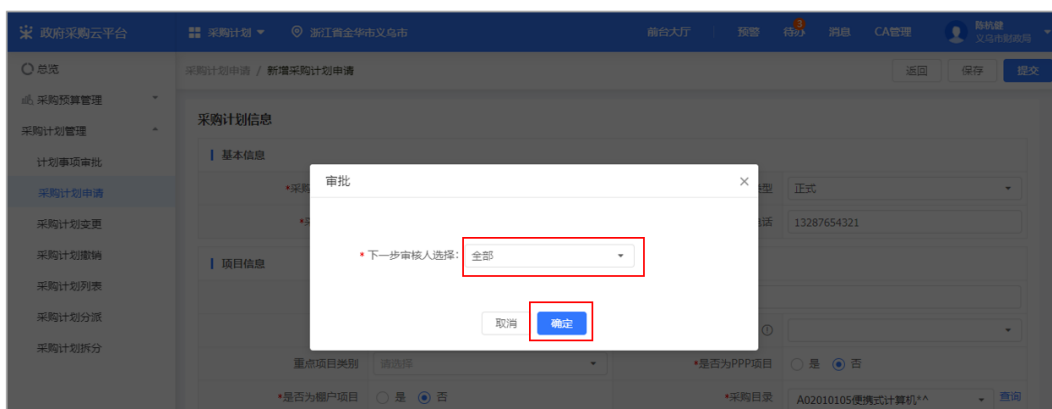 政府采购云平台
采购计划
浙江省金华市义乌市
前台大厅
预警
待办
3
消息
CA管理
陈杭健
义乌市财政局
总览
采购计划申请 / 新增采购计划申请
返回
保存
提交
采购预算管理
采购计划信息
采购计划管理
基本信息
计划事项审批
审批
*采购
类型
正式
采购计划申请
*采
话
13287654321
采购计划变更
采购计划撤销
项目信息
*下一步审核人选择:
全部
采购计划列表
采购计划分派
取消
确定
采购计划拆分
重点项目类别
请选择
*是否为PPP项目
是
否
*是否为棚户项目
是
否
*采购目录
A02010105便携式计算机^^
查询